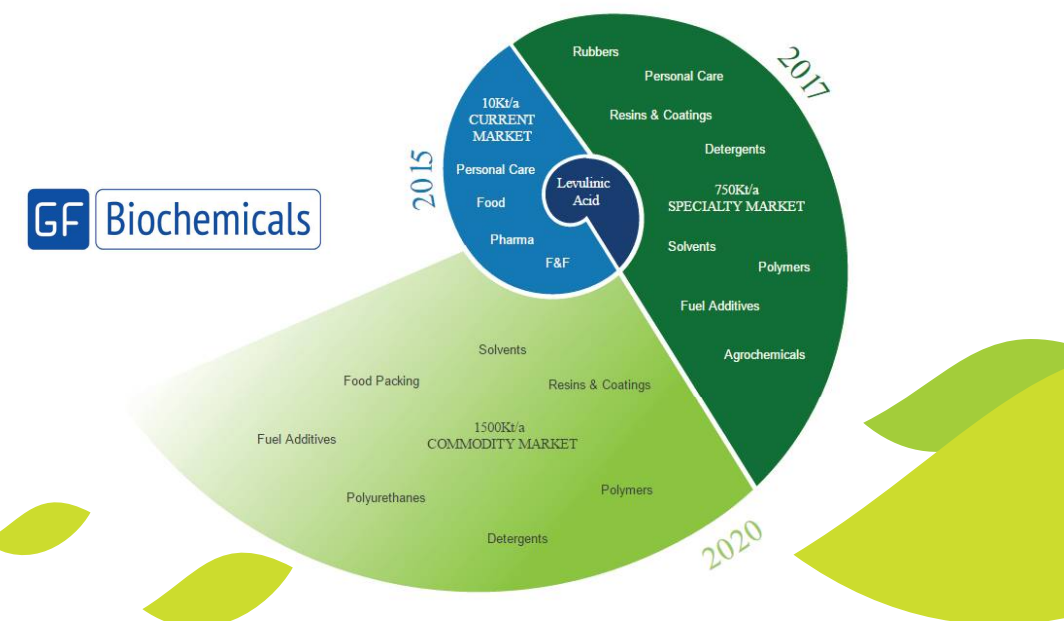 GF Biochemicals
2015
10Kt/a
CURRENT
MARKET
Personal Care
Food
Pharma
F&F
Levulinic
Acid
2017
Rubbers
Personal Care
Resins & Coatings
Detergents
750Kt/a
SPECIALTY MARKET
Solvents
Polymers
Fuel Additives
Agrochemicals
2020
Solvents
Food Packing
Resins & Coatings
1500Kt/a
COMMODITY MARKET
Fuel Additives
Polyurethanes
Polymers
Detergents